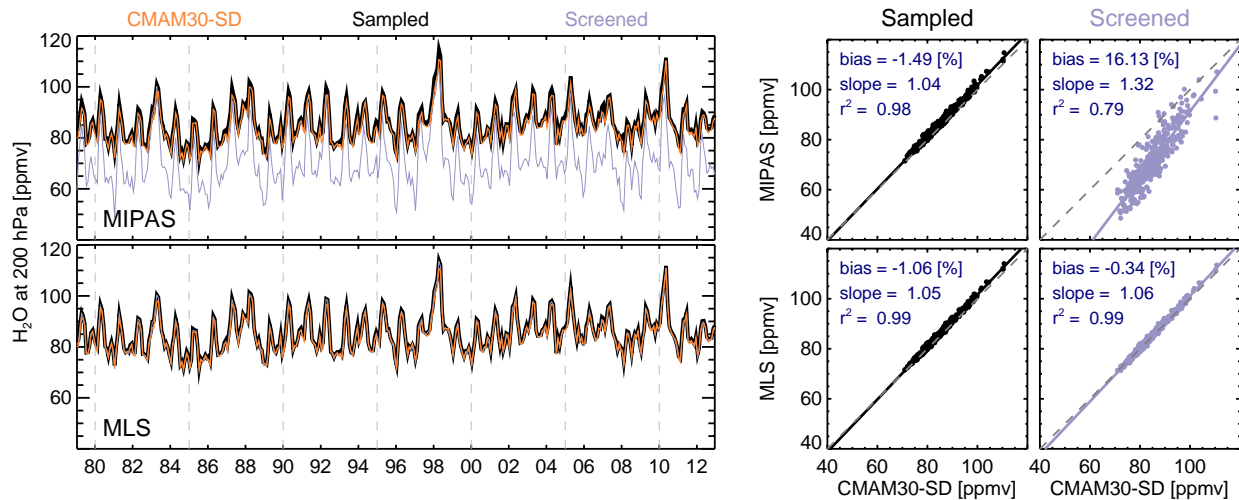 CMAM30-SD Sampled Screened
H₂O at 200 hPa [ppmv]
120
100
80
60
MIPAS
120
100
80
60
MLS
79 82 84 86 88 90 92 94 96 98 00 02 04 06 08 10
Sampled Screened
MIPAS [ppmv]
120
100
80
60
40
bias = -1.49 [%]
slope = 1.04
r² = 0.98
bias = 16.13 [%]
slope = 1.32
r² = 0.79
MLS [ppmv]
120
100
80
60
40
bias = -1.06 [%]
slope = 1.05
r² = 0.99
bias = -0.34 [%]
slope = 1.06
r² = 0.99
40 60 80 100 40 60 80 100
CMAM30-SD [ppmv] CMAM30-SD [ppmv]